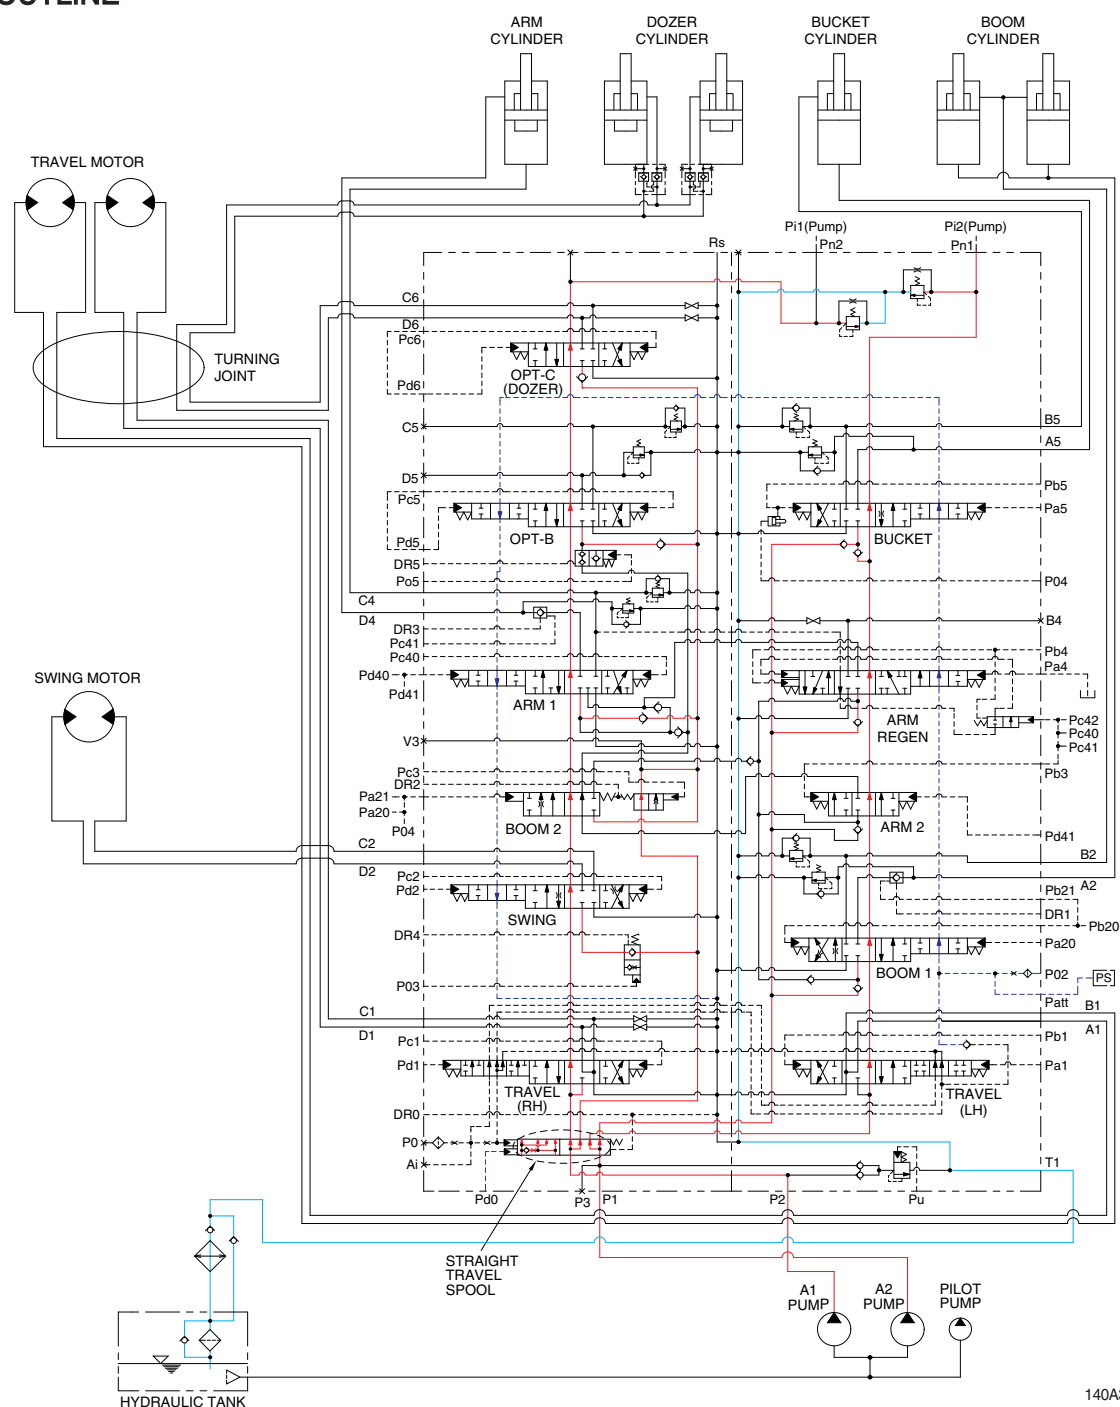 ARM
CYLINDER
DOZER
CYLINDER
BUCKET
CYLINDER
BOOM
CYLINDER
TRAVEL MOTOR
Pi1(Pump)
Pn2
Pi2(Pump)
Pn1
Rs
C6
D6
Pc6
Pd6
OPT-C
(DOZER)
TURNING
JOINT
C5
D5
Pc5
Pd5
OPT-B
DR5
Po5
B5
A5
Pb5
Pa5
BUCKET
P04
C4
D4
DR3
Pc41
Pc40
Pd40
Pd41
ARM 1
B4
Pb4
Pa4
ARM
REGEN
Pc42
Pc40
Pc41
SWING MOTOR
V3
Pc3
DR2
Pa21
Pa20
P04
BOOM 2
Pb3
ARM 2
Pd41
C2
D2
Pc2
Pd2
SWING
B2
A2
Pb21
DR1
Pb20
Pa20
BOOM 1
DR4
P03
P02
PS
Patt
C1
D1
Pc1
Pd1
TRAVEL
(RH)
B1
A1
Pb1
Pa1
TRAVEL
(LH)
DR0
P0
Ai
Pd0
P3
P1
P2
Pu
T1
STRAIGHT
TRAVEL
SPOOL
A1
PUMP
A2
PUMP
PILOT
PUMP
HYDRAULIC TANK